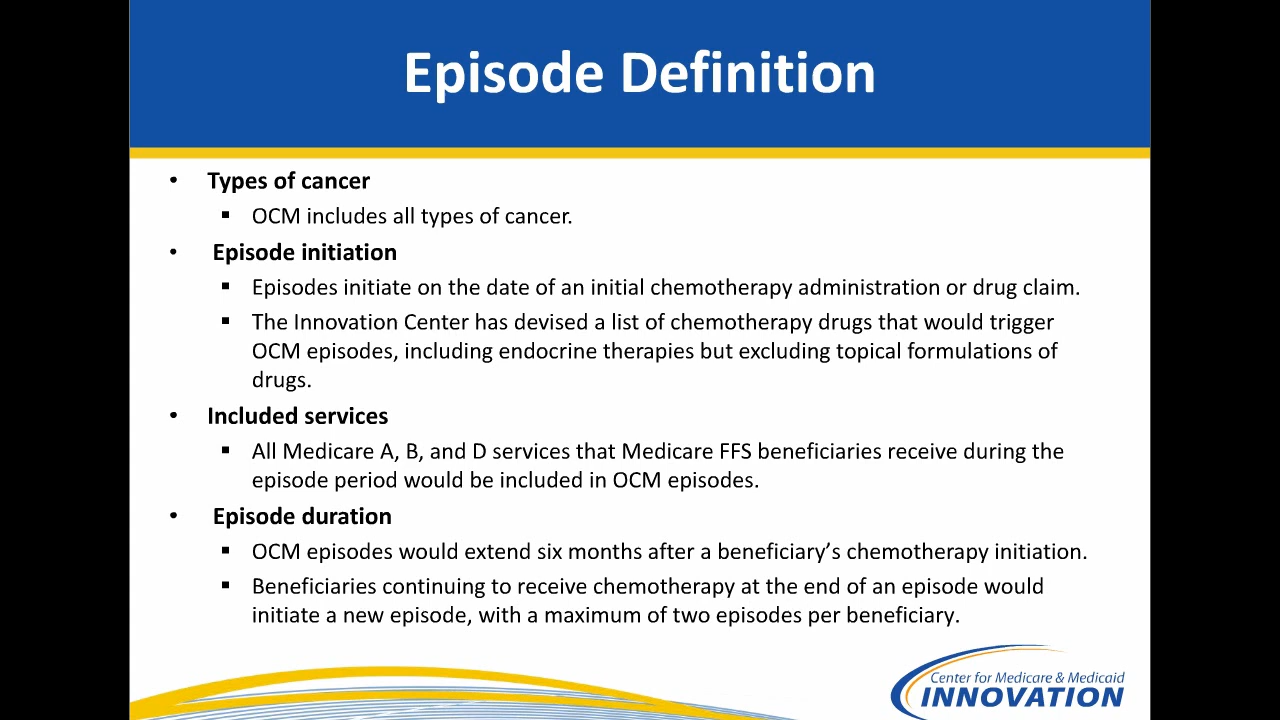 Episode Definition
• Types of cancer
▪ OCM includes all types of cancer.
• Episode initiation
▪ Episodes initiate on the date of an initial chemotherapy administration or drug claim.
▪ The Innovation Center has devised a list of chemotherapy drugs that would trigger
OCM episodes, including endocrine therapies but excluding topical formulations of
drugs.
• Included services
▪ All Medicare A, B, and D services that Medicare FFS beneficiaries receive during the
episode period would be included in OCM episodes.
• Episode duration
▪ OCM episodes would extend six months after a beneficiary’s chemotherapy initiation.
▪ Beneficiaries continuing to receive chemotherapy at the end of an episode would
initiate a new episode, with a maximum of two episodes per beneficiary.
Center for Medicare & Medicaid
INNOVATION